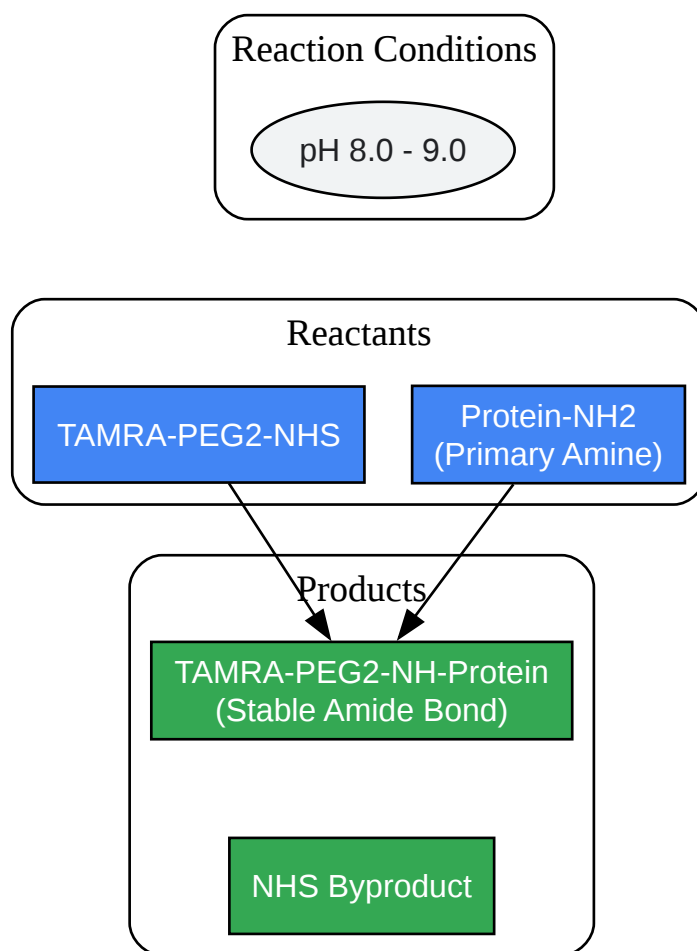 Reaction Conditions
pH 8.0 - 9.0
Reactants
TAMRA-PEG2-NHS
Protein-NH2
(Primary Amine)
Products
TAMRA-PEG2-NH-Protein
(Stable Amide Bond)
NHS Byproduct